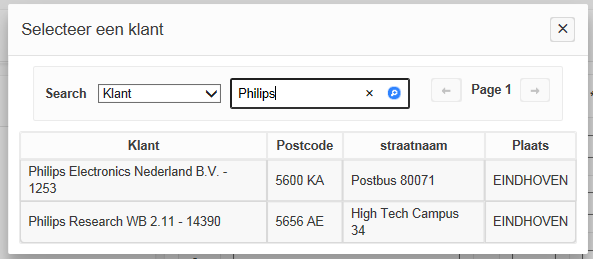 Selecteer een klant
Search Klant Philips Page 1
Klant Postcode straatnaam Plaats
Philips Electronics Nederland B.V. -
1253 5600 KA Postbus 80071 EINDHOVEN
Philips Research WB 2.11 - 14390 5656 AE High Tech Campus
34 EINDHOVEN